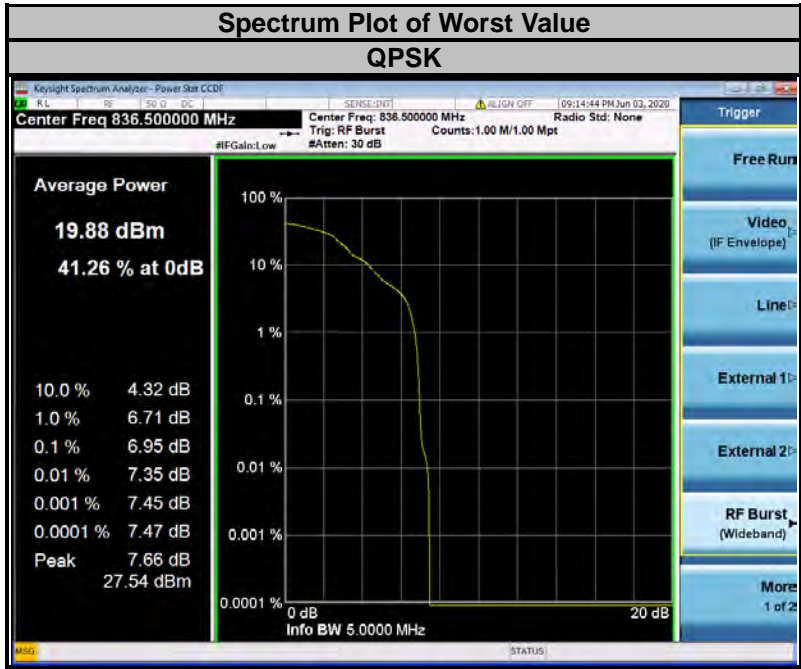 Spectrum Plot of Worst Value
QPSK
Keysight Spectrum Analyzer - Power Stat CCDF
RL RF 50 Ω DC SENSE:INT ALIGN OFF 09:14:44 PM Jun 03, 2020
Center Freq 836.500000 MHz
Center Freq: 836.500000 MHz Radio Std: None
Trig: RF Burst Counts:1.00 M/1.00 Mpt
#IFGain:Low #Atten: 30 dB
Trigger
Free Run
Video
(IF Envelope)
Line
External 1
External 2
RF Burst
(Wideband)
More
1 of 2
Average Power
19.88 dBm
41.26 % at 0dB
10.0 % 4.32 dB
1.0 % 6.71 dB
0.1 % 6.95 dB
0.01 % 7.35 dB
0.001 % 7.45 dB
0.0001 % 7.47 dB
Peak 7.66 dB
27.54 dBm
100 %
10 %
1 %
0.1 %
0.01 %
0.001 %
0.0001 %
0 dB 20 dB
Info BW 5.0000 MHz
MSG STATUS